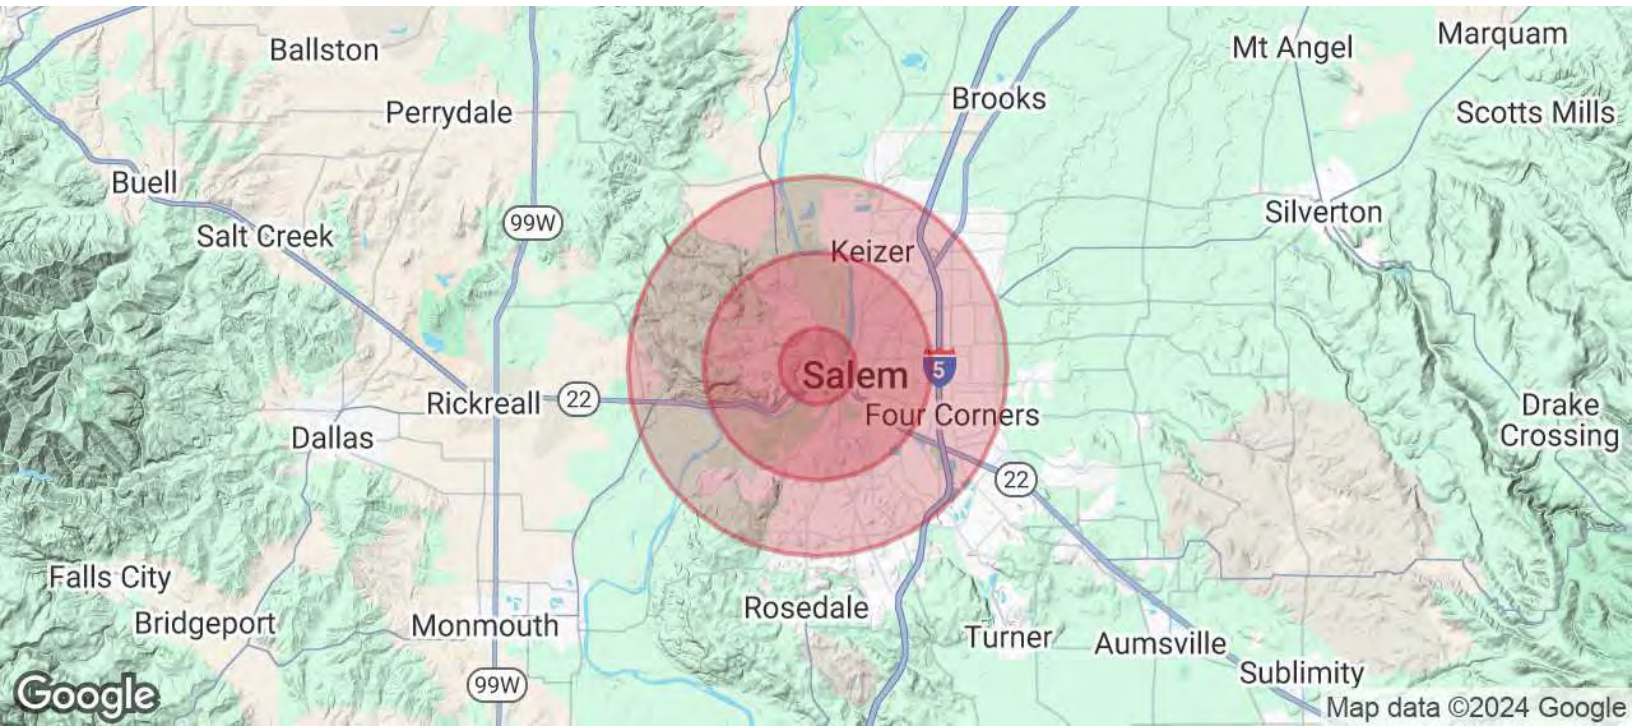 Marquam
Ballston
Mt Angel
Brooks
Perrydale
Scotts Mills
Buell
Silverton
99W
Salt Creek
Keizer
5
Salem
22
Rickreall
Drake
Crossing
Four Corners
Dallas
22
Falls City
Rosedale
Bridgeport
Monmouth
Turner
Aumsville
Sublimity
99W
Google
Map data ©2024 Google